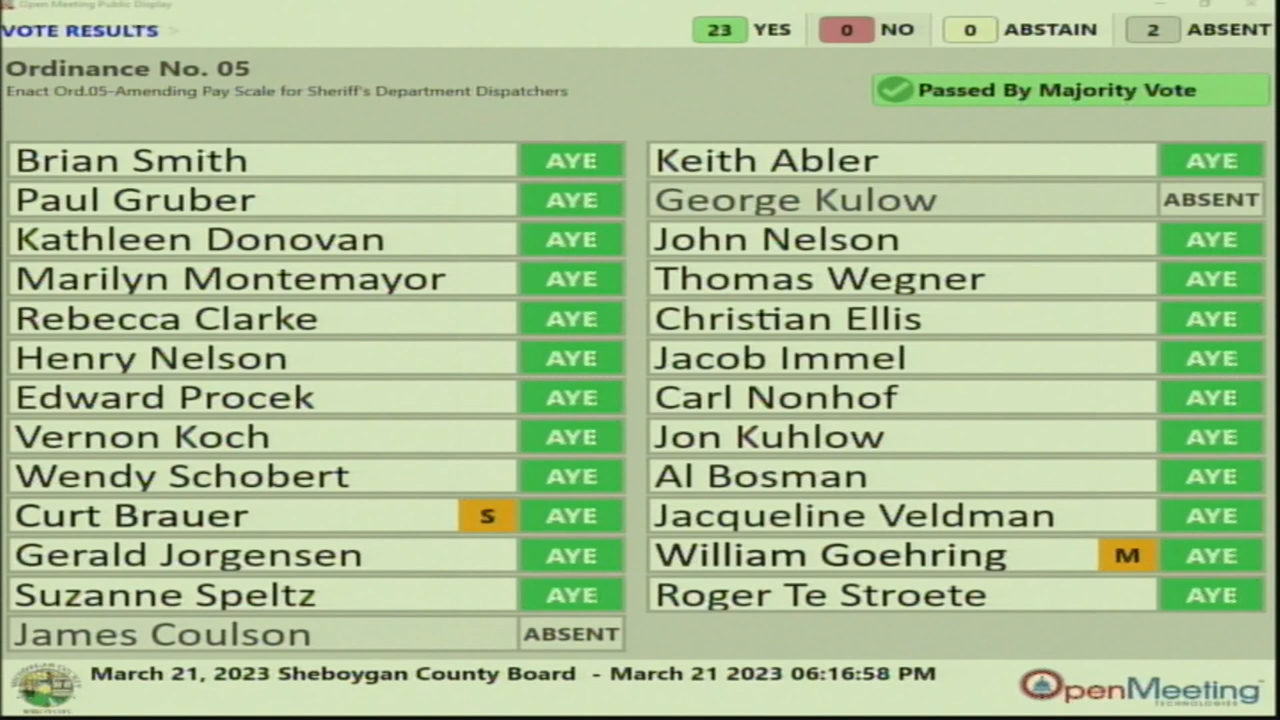 Open Meeting Public Display
VOTE RESULTS
23 YES 0 NO 0 ABSTAIN 2 ABSENT
Ordinance No. 05
Enact Ord.05-Amending Pay Scale for Sheriff's Department Dispatchers
Passed By Majority Vote
Brian Smith AYE
Paul Gruber AYE
Kathleen Donovan AYE
Marilyn Montemayor AYE
Rebecca Clarke AYE
Henry Nelson AYE
Edward Procek AYE
Vernon Koch AYE
Wendy Schobert AYE
Curt Brauer S AYE
Gerald Jorgensen AYE
Suzanne Speltz AYE
James Coulson ABSENT
Keith Abler AYE
George Kulow ABSENT
John Nelson AYE
Thomas Wegner AYE
Christian Ellis AYE
Jacob Immel AYE
Carl Nonhof AYE
Jon Kuhlow AYE
Al Bosman AYE
Jacqueline Veldman AYE
William Goehring M AYE
Roger Te Stroete AYE
March 21, 2023 Sheboygan County Board - March 21 2023 06:16:58 PM
OpenMeeting
TECHNOLOGIES